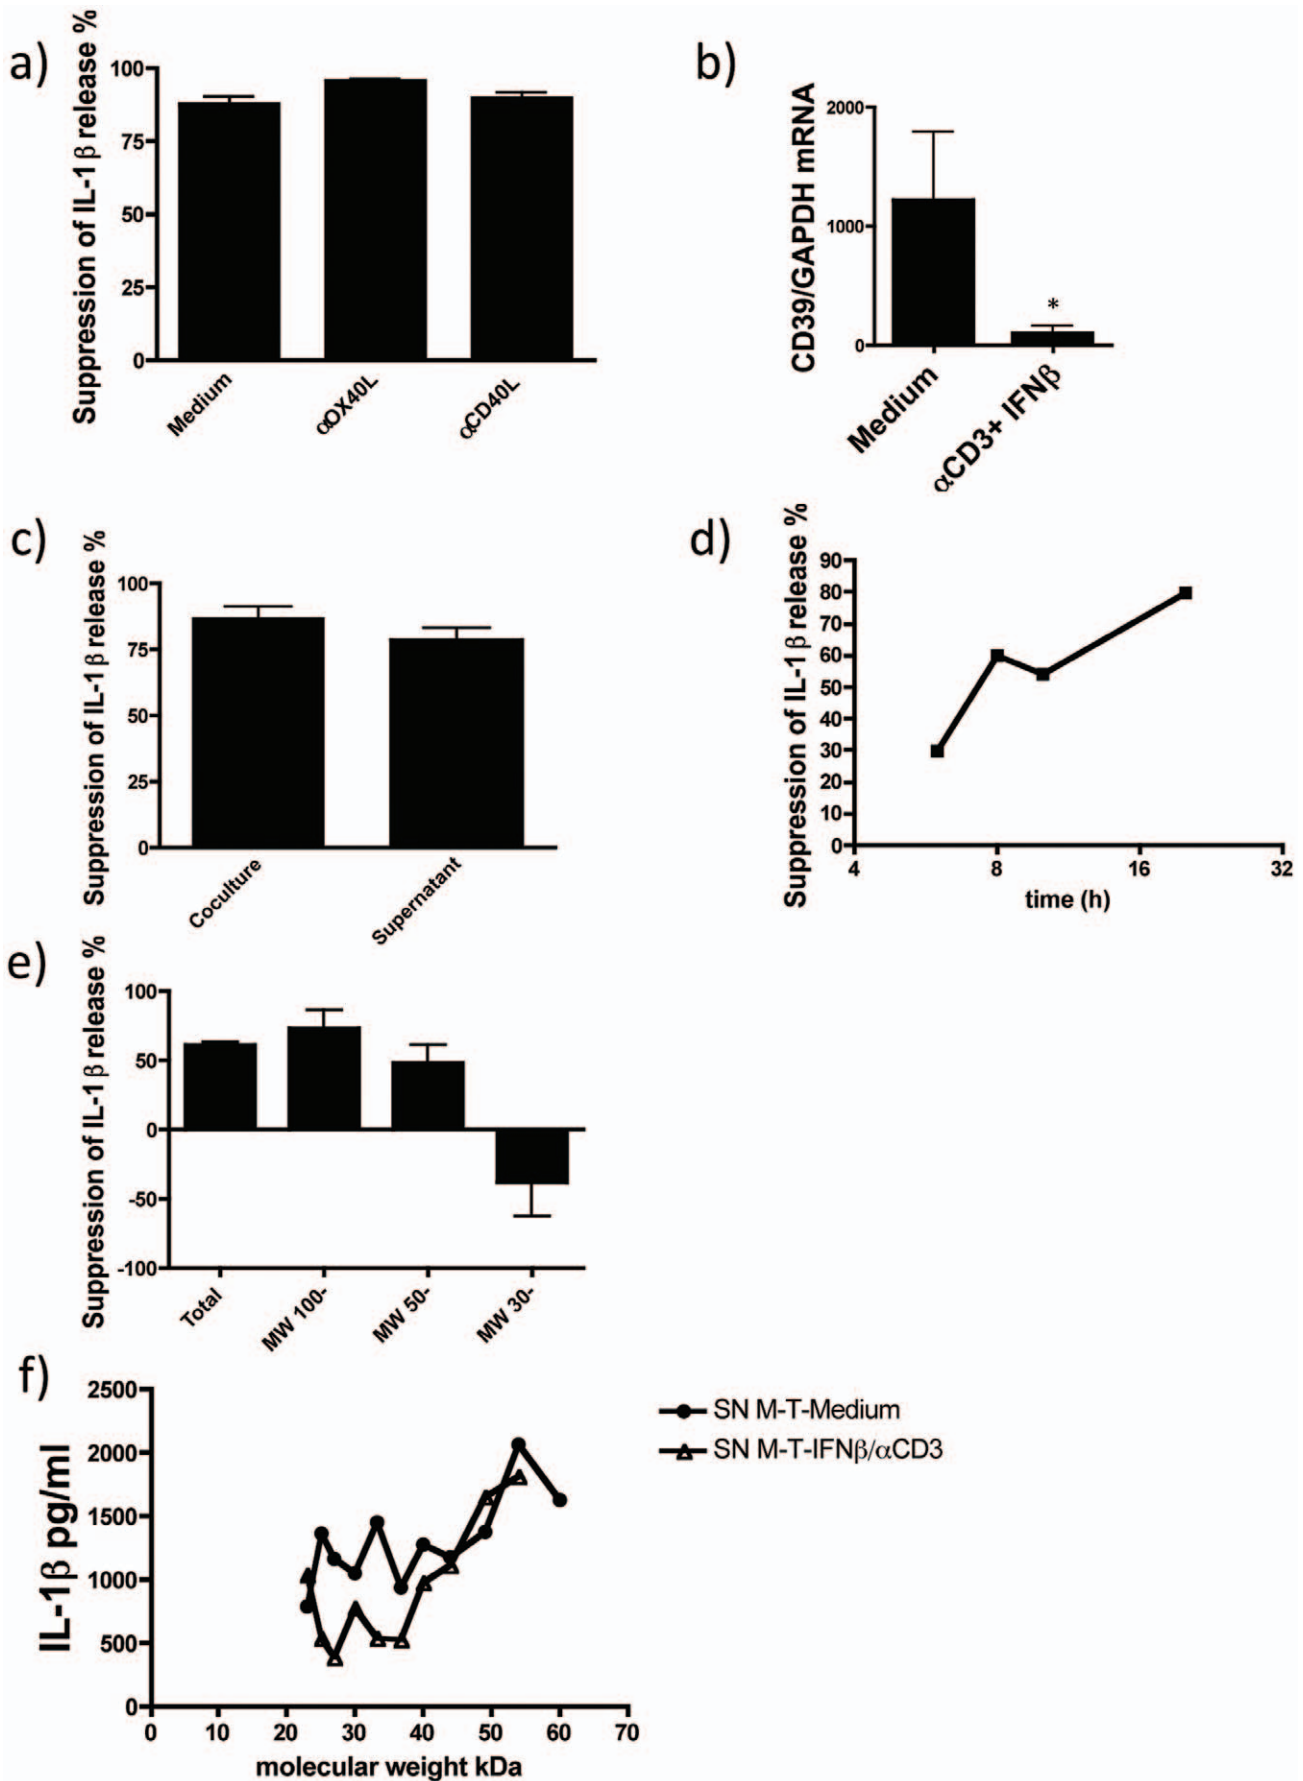 a)
Suppression of IL-1β release %
100
75
50
25
0
Medium
αOX40L
αCD40L
b)
CD39/GAPDH mRNA
2000
1000
0
*
Medium
αCD3+ IFNβ
c)
Suppression of IL-1β release %
100
75
50
25
0
Coculture
Supernatant
d)
Suppression of IL-1β release %
90
80
70
60
50
40
30
20
10
0
4
8
16
32
time (h)
e)
Suppression of IL-1β release %
100
50
0
-50
-100
Total
MW 100-
MW 50-
MW 30-
f)
IL-1β pg/ml
2500
2000
1500
1000
500
0
0
10
20
30
40
50
60
70
molecular weight kDa
SN M-T-Medium
SN M-T-IFNβ/αCD3